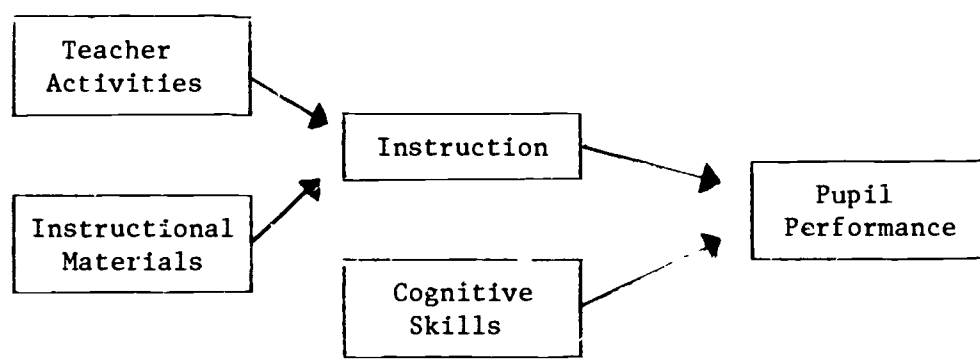 Teacher
Activities
Instructional
Materials
Instruction
Cognitive
Skills
Pupil
Performance